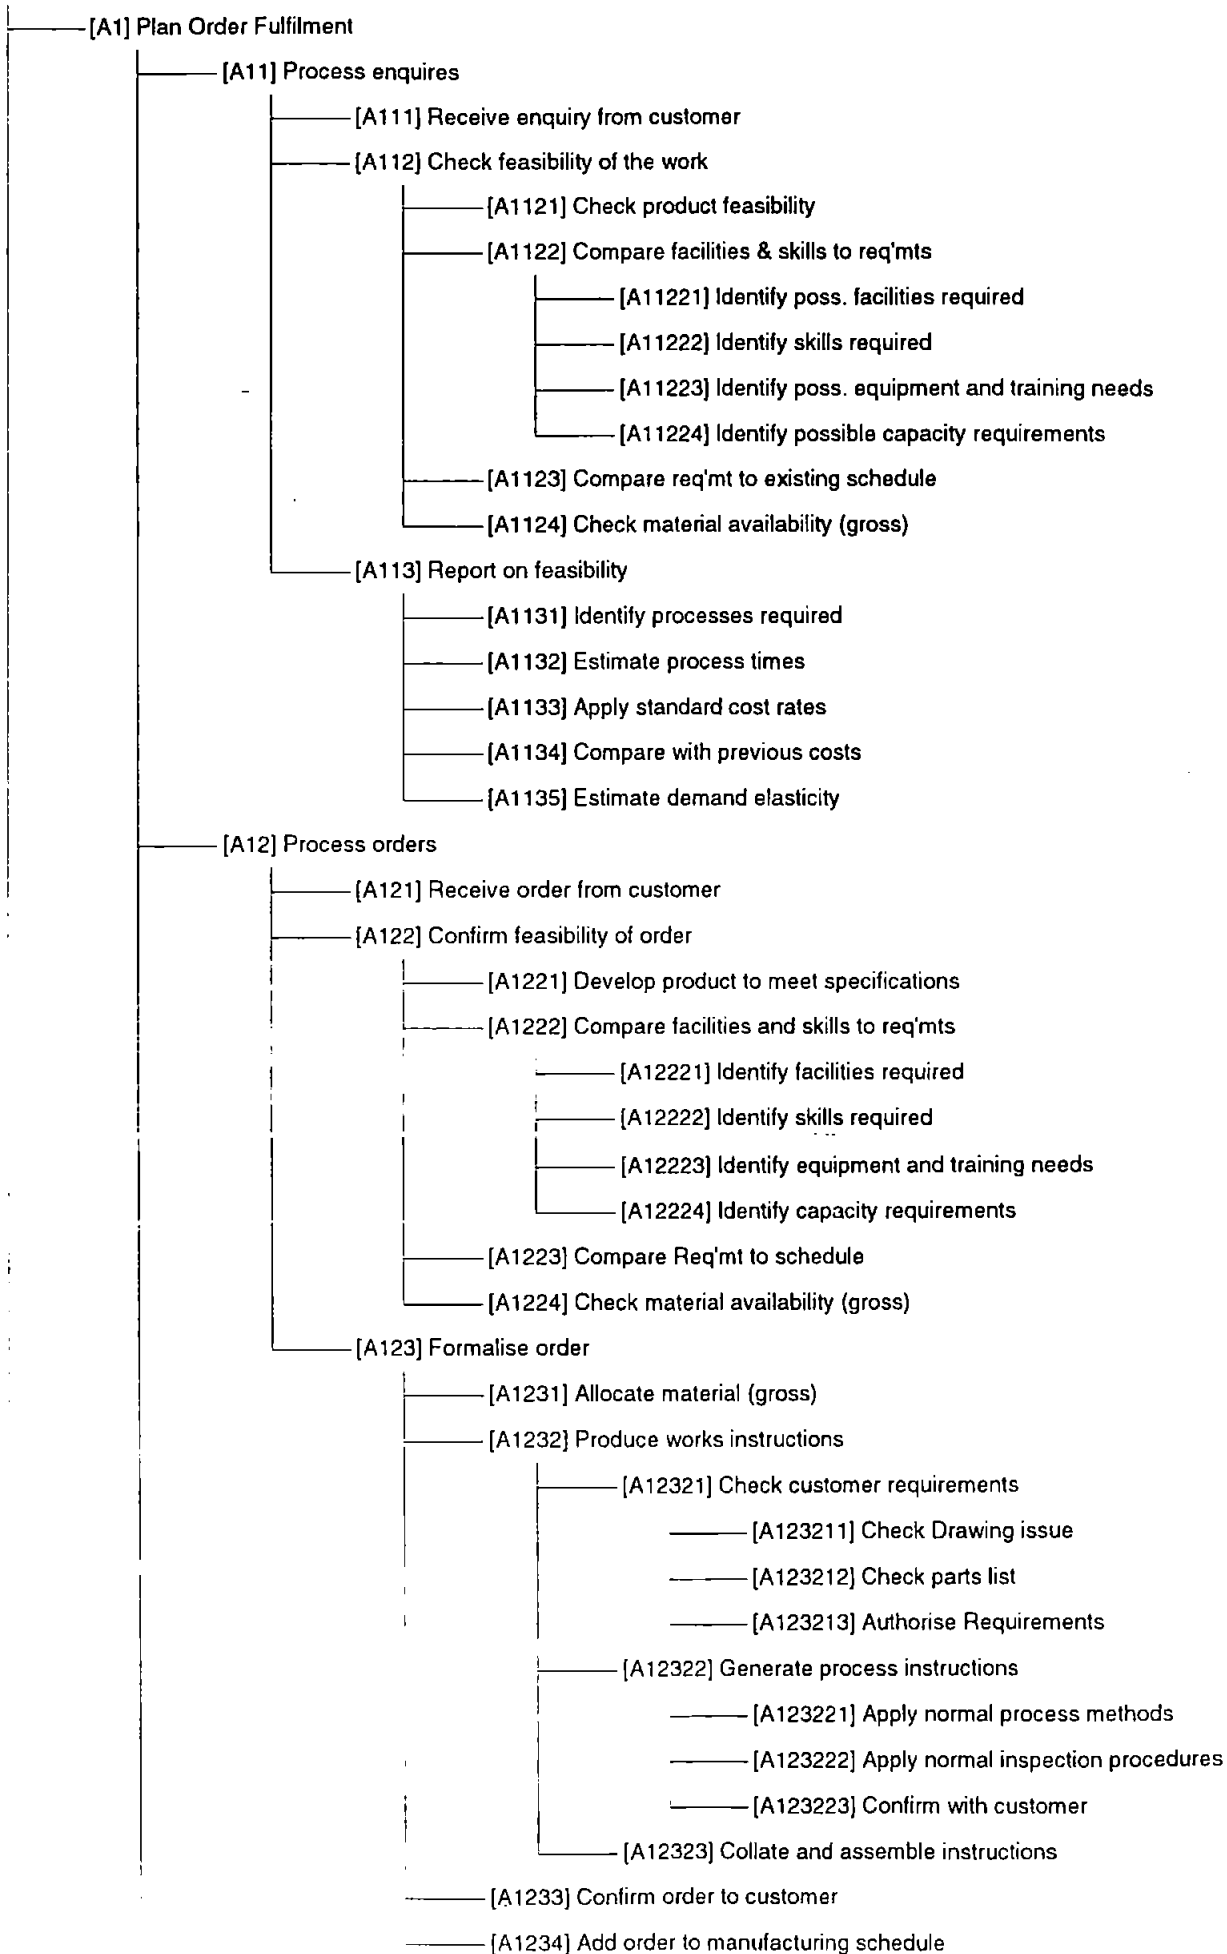 [A1] Plan Order Fulfilment
[A11] Process enquires
[A111] Receive enquiry from customer
[A112] Check feasibility of the work
[A1121] Check product feasibility
[A1122] Compare facilities & skills to req'mts
[A11221] Identify poss. facilities required
[A11222] Identify skills required
[A11223] Identify poss. equipment and training needs
[A11224] Identify possible capacity requirements
[A1123] Compare req'mt to existing schedule
[A1124] Check material availability (gross)
[A113] Report on feasibility
[A1131] Identify processes required
[A1132] Estimate process times
[A1133] Apply standard cost rates
[A1134] Compare with previous costs
[A1135] Estimate demand elasticity
[A12] Process orders
[A121] Receive order from customer
[A122] Confirm feasibility of order
[A1221] Develop product to meet specifications
[A1222] Compare facilities and skills to req'mts
[A12221] Identify facilities required
[A12222] Identify skills required
[A12223] Identify equipment and training needs
[A12224] Identify capacity requirements
[A1223] Compare Req'mt to schedule
[A1224] Check material availability (gross)
[A123] Formalise order
[A1231] Allocate material (gross)
[A1232] Produce works instructions
[A12321] Check customer requirements
[A123211] Check Drawing issue
[A123212] Check parts list
[A123213] Authorise Requirements
[A12322] Generate process instructions
[A123221] Apply normal process methods
[A123222] Apply normal inspection procedures
[A123223] Confirm with customer
[A12323] Collate and assemble instructions
[A1233] Confirm order to customer
[A1234] Add order to manufacturing schedule